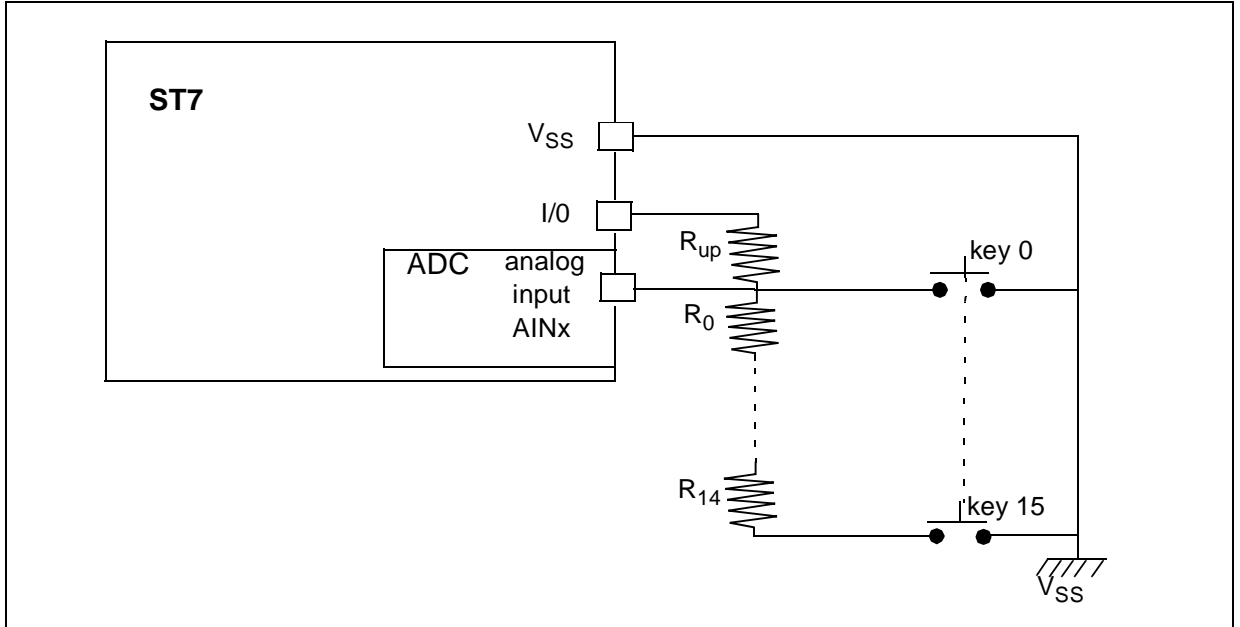 ST7
VSS
I/0
Rup
key 0
ADC
analog
input
AINx
R0
R14
key 15
VSS